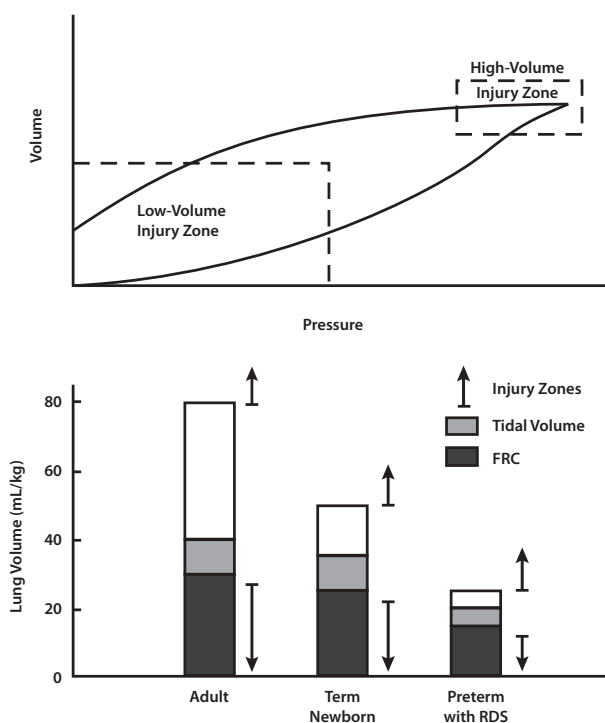 High-Volume
Injury Zone
Volume
Low-Volume
Injury Zone
Pressure
Lung Volume (mL/kg)
80
60
40
20
0
Injury Zones
Tidal Volume
FRC
Adult
Term
Newborn
Preterm
with RDS